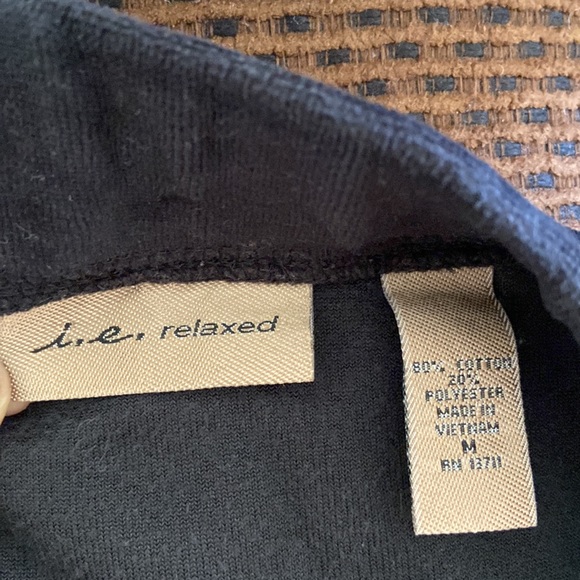 i.e. relaxed
80% COTTON
20%
POLYESTER
MADE IN
VIETNAM
M
RN 13711